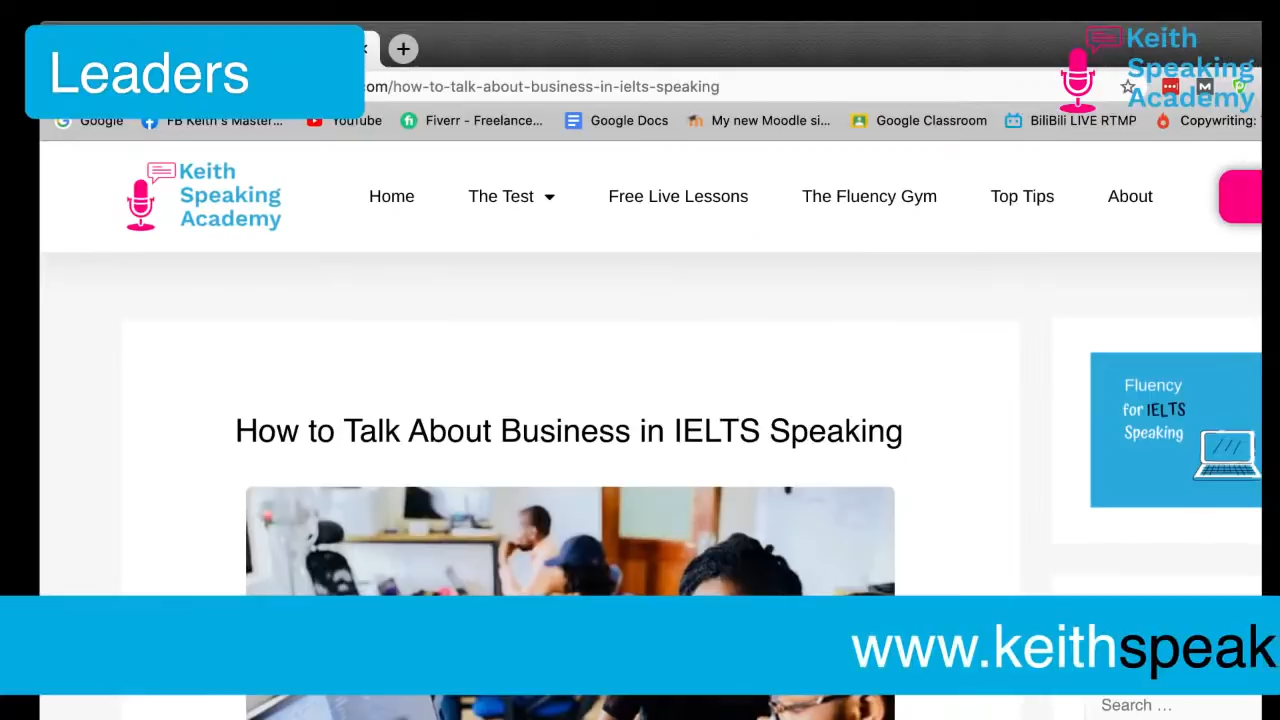 Leaders
Keith
Speaking
Academy
com/how-to-talk-about-business-in-ielts-speaking
Google
FB Keith's Master...
YouTube
Fiverr - Freelance...
Google Docs
My new Moodle si...
Google Classroom
BiliBili LIVE RTMP
Copywriting:
Keith
Speaking
Academy
Home
The Test
Free Live Lessons
The Fluency Gym
Top Tips
About
Fluency
for IELTS
Speaking
How to Talk About Business in IELTS Speaking
www.keithspeak
Search ...